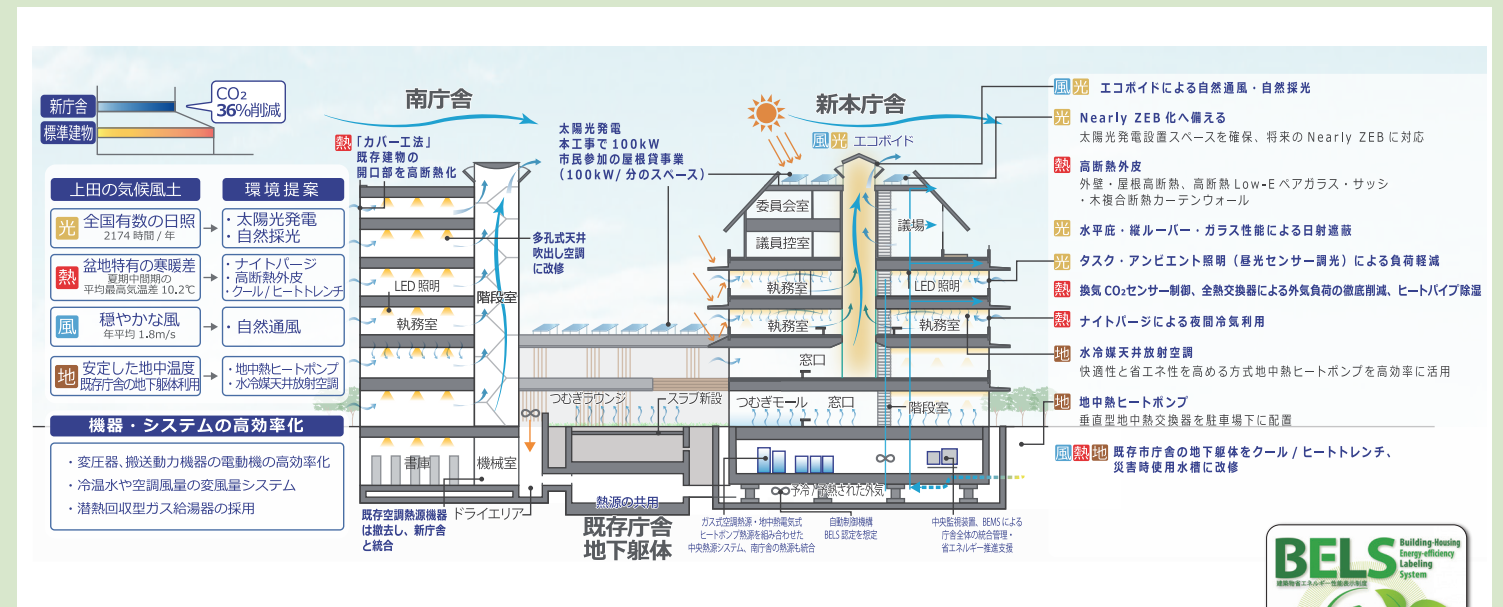 新庁舎
標準建物
CO₂
36%削減
上田の気候風土
環境提案
光
全国有数の日照
2174 時間 / 年
・太陽光発電
・自然採光
熱
盆地特有の寒暖差
夏期中間期の
平均最高気温差 10.2℃
・ナイトパージ
・高断熱外皮
・クール / ヒートトレンチ
風
穏やかな風
年平均 1.8m/s
・自然通風
地
安定した地中温度
既存庁舎の地下躯体利用
・地中熱ヒートポンプ
・水冷媒天井放射空調
機器・システムの高効率化
・変圧器、搬送動力機器の電動機の高効率化
・冷温水や空調風量の変風量システム
・潜熱回収型ガス給湯器の採用
南庁舎
熱
「カバー工法」
既存建物の
開口部を高断熱化
多孔式天井
吹出し空調
に改修
LED 照明
階段室
執務室
書庫
機械室
既存空調熱源機器
は撤去し、新庁舎
と統合
ドライエリア
太陽光発電
本工事で 100kW
市民参加の屋根貸事業
(100kW/ 分のスペース)
つむぎラウンジ
スラブ新設
熱源の共用
既存庁舎
地下躯体
新本庁舎
風 光 エコボイド
委員会室
議場
議員控室
執務室
LED 照明
執務室
執務室
窓口
つむぎモール
窓口
階段室
予冷 / 予熱された外気
ガス式空調熱源・地中熱電気式
ヒートポンプ熱源を組み合わせた
中央熱源システム、南庁舎の熱源も統合
自動制御機構
BELS 認定を想定
中央監視装置、BEMS による
庁舎全体の統合管理・
省エネルギー推進支援
風 光 エコボイドによる自然通風・自然採光
光 Nearly ZEB 化へ備える
太陽光発電設置スペースを確保、将来の Nearly ZEB に対応
熱 高断熱外皮
外壁・屋根高断熱、高断熱 Low-E ペアガラス・サッシ
・木複合断熱カーテンウォール
光 水平庇・縦ルーバー・ガラス性能による日射遮蔽
光 タスク・アンビエント照明（昼光センサー調光）による負荷軽減
熱 換気 CO₂センサー制御、全熱交換器による外気負荷の徹底削減、ヒートパイプ除湿
熱 ナイトパージによる夜間冷気利用
地 水冷媒天井放射空調
快適性と省エネ性を高める方式地中熱ヒートポンプを高効率に活用
地 地中熱ヒートポンプ
垂直型地中熱交換器を駐車場下に配置
風 熱 地 既存市庁舎の地下躯体をクール / ヒートトレンチ、
災害時使用水槽に改修
BELS
Building-Housing
Energy-efficiency
Labeling
System
建築物省エネルギー性能表示制度